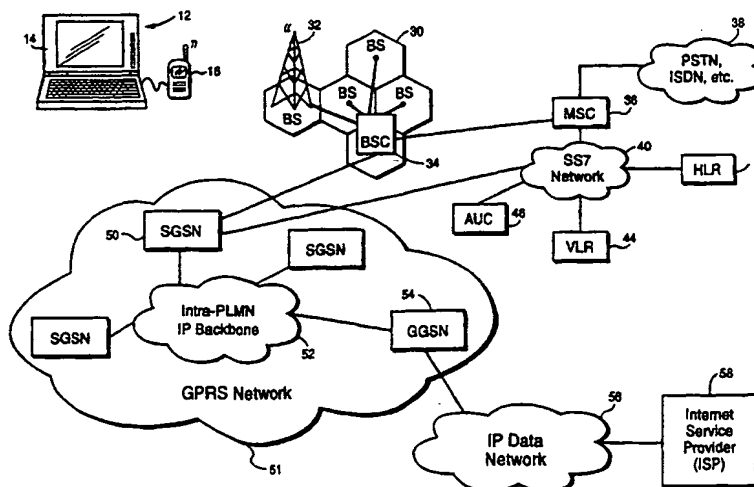 12
14
16
32
30
BS
BS
BS
BS
BSC
34
38
PSTN,
ISDN, etc.
MSC
36
40
SS7
Network
HLR
AUC
46
VLR
44
50
SGSN
SGSN
SGSN
Intra-PLMN
IP Backbone
52
54
GGSN
GPRS Network
51
56
IP Data
Network
58
Internet
Service
Provider
(ISP)